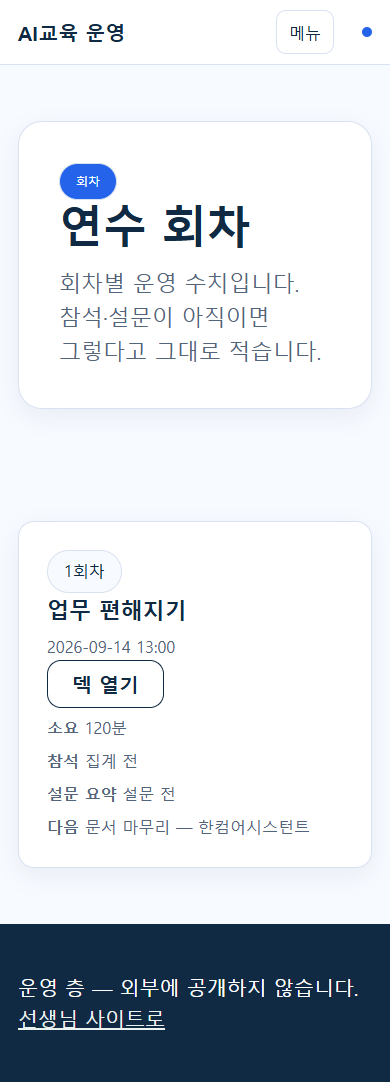 AI교육 운영
메뉴
회차
연수 회차
회차별 운영 수치입니다.
참석·설문이 아직이면
그렇다고 그대로 적습니다.
1회차
업무 편해지기
2026-09-14 13:00
덱 열기
소요 120분
참석 집계 전
설문 요약 설문 전
다음 문서 마무리 — 한컴어시스턴트
운영 층 — 외부에 공개하지 않습니다.
선생님 사이트로